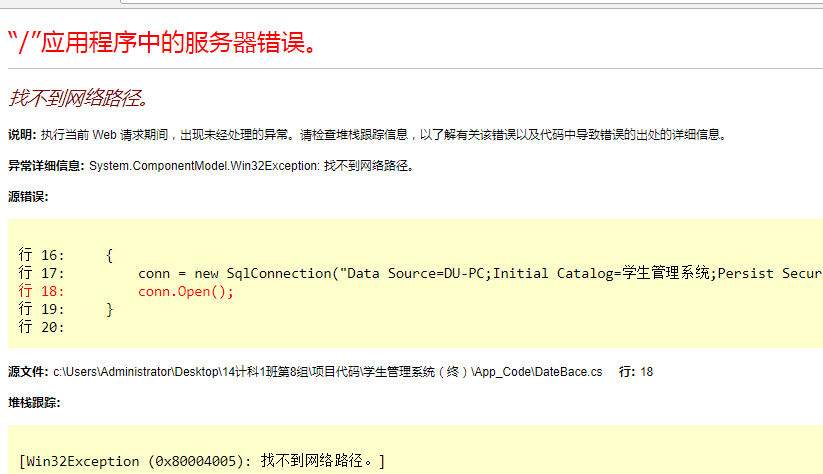 “/”应用程序中的服务器错误。
找不到网络路径。
说明: 执行当前 Web 请求期间，出现未经处理的异常。请检查堆栈跟踪信息，以了解有关该错误以及代码中导致错误的出处的详细信息。
异常详细信息: System.ComponentModel.Win32Exception: 找不到网络路径。
源错误:
行 16:     {
行 17:         conn = new SqlConnection("Data Source=DU-PC;Initial Catalog=学生管理系统;Persist Secur
行 18:         conn.Open();
行 19:     }
行 20:
源文件: c:\Users\Administrator\Desktop\14计科1班第8组\项目代码\学生管理系统（终）\App_Code\DateBace.cs    行: 18
堆栈跟踪:
[Win32Exception (0x80004005): 找不到网络路径。]